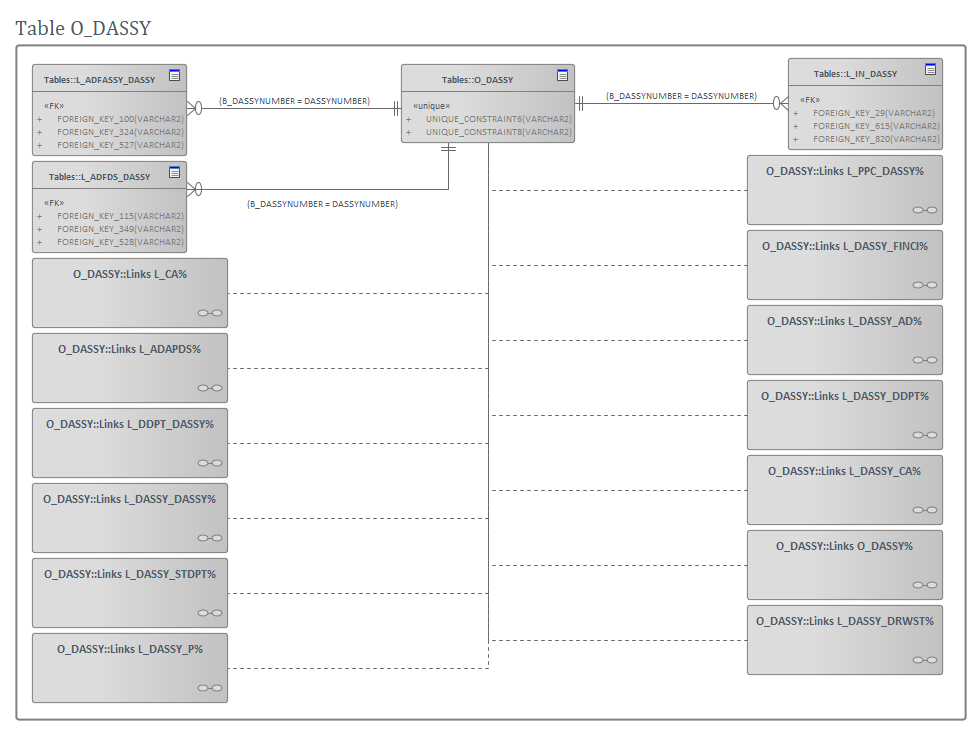 Table O_DASSY
Tables::L_ADFASSY_DASSY
«FK»
+ FOREIGN_KEY_100(VARCHAR2)
+ FOREIGN_KEY_324(VARCHAR2)
+ FOREIGN_KEY_527(VARCHAR2)
(B_DASSYNUMBER = DASSYNUMBER)
Tables::O_DASSY
«unique»
+ UNIQUE_CONSTRAINT6(VARCHAR2)
+ UNIQUE_CONSTRAINT8(VARCHAR2)
(B_DASSYNUMBER = DASSYNUMBER)
Tables::L_IN_DASSY
«FK»
+ FOREIGN_KEY_29(VARCHAR2)
+ FOREIGN_KEY_615(VARCHAR2)
+ FOREIGN_KEY_820(VARCHAR2)
Tables::L_ADFDS_DASSY
«FK»
+ FOREIGN_KEY_115(VARCHAR2)
+ FOREIGN_KEY_349(VARCHAR2)
+ FOREIGN_KEY_528(VARCHAR2)
(B_DASSYNUMBER = DASSYNUMBER)
O_DASSY::Links L_CA%
O_DASSY::Links L_ADAPDS%
O_DASSY::Links L_DDPT_DASSY%
O_DASSY::Links L_DASSY_DASSY%
O_DASSY::Links L_DASSY_STDPT%
O_DASSY::Links L_DASSY_P%
O_DASSY::Links L_PPC_DASSY%
O_DASSY::Links L_DASSY_FINCI%
O_DASSY::Links L_DASSY_AD%
O_DASSY::Links L_DASSY_DDPT%
O_DASSY::Links L_DASSY_CA%
O_DASSY::Links O_DASSY%
O_DASSY::Links L_DASSY_DRWST%